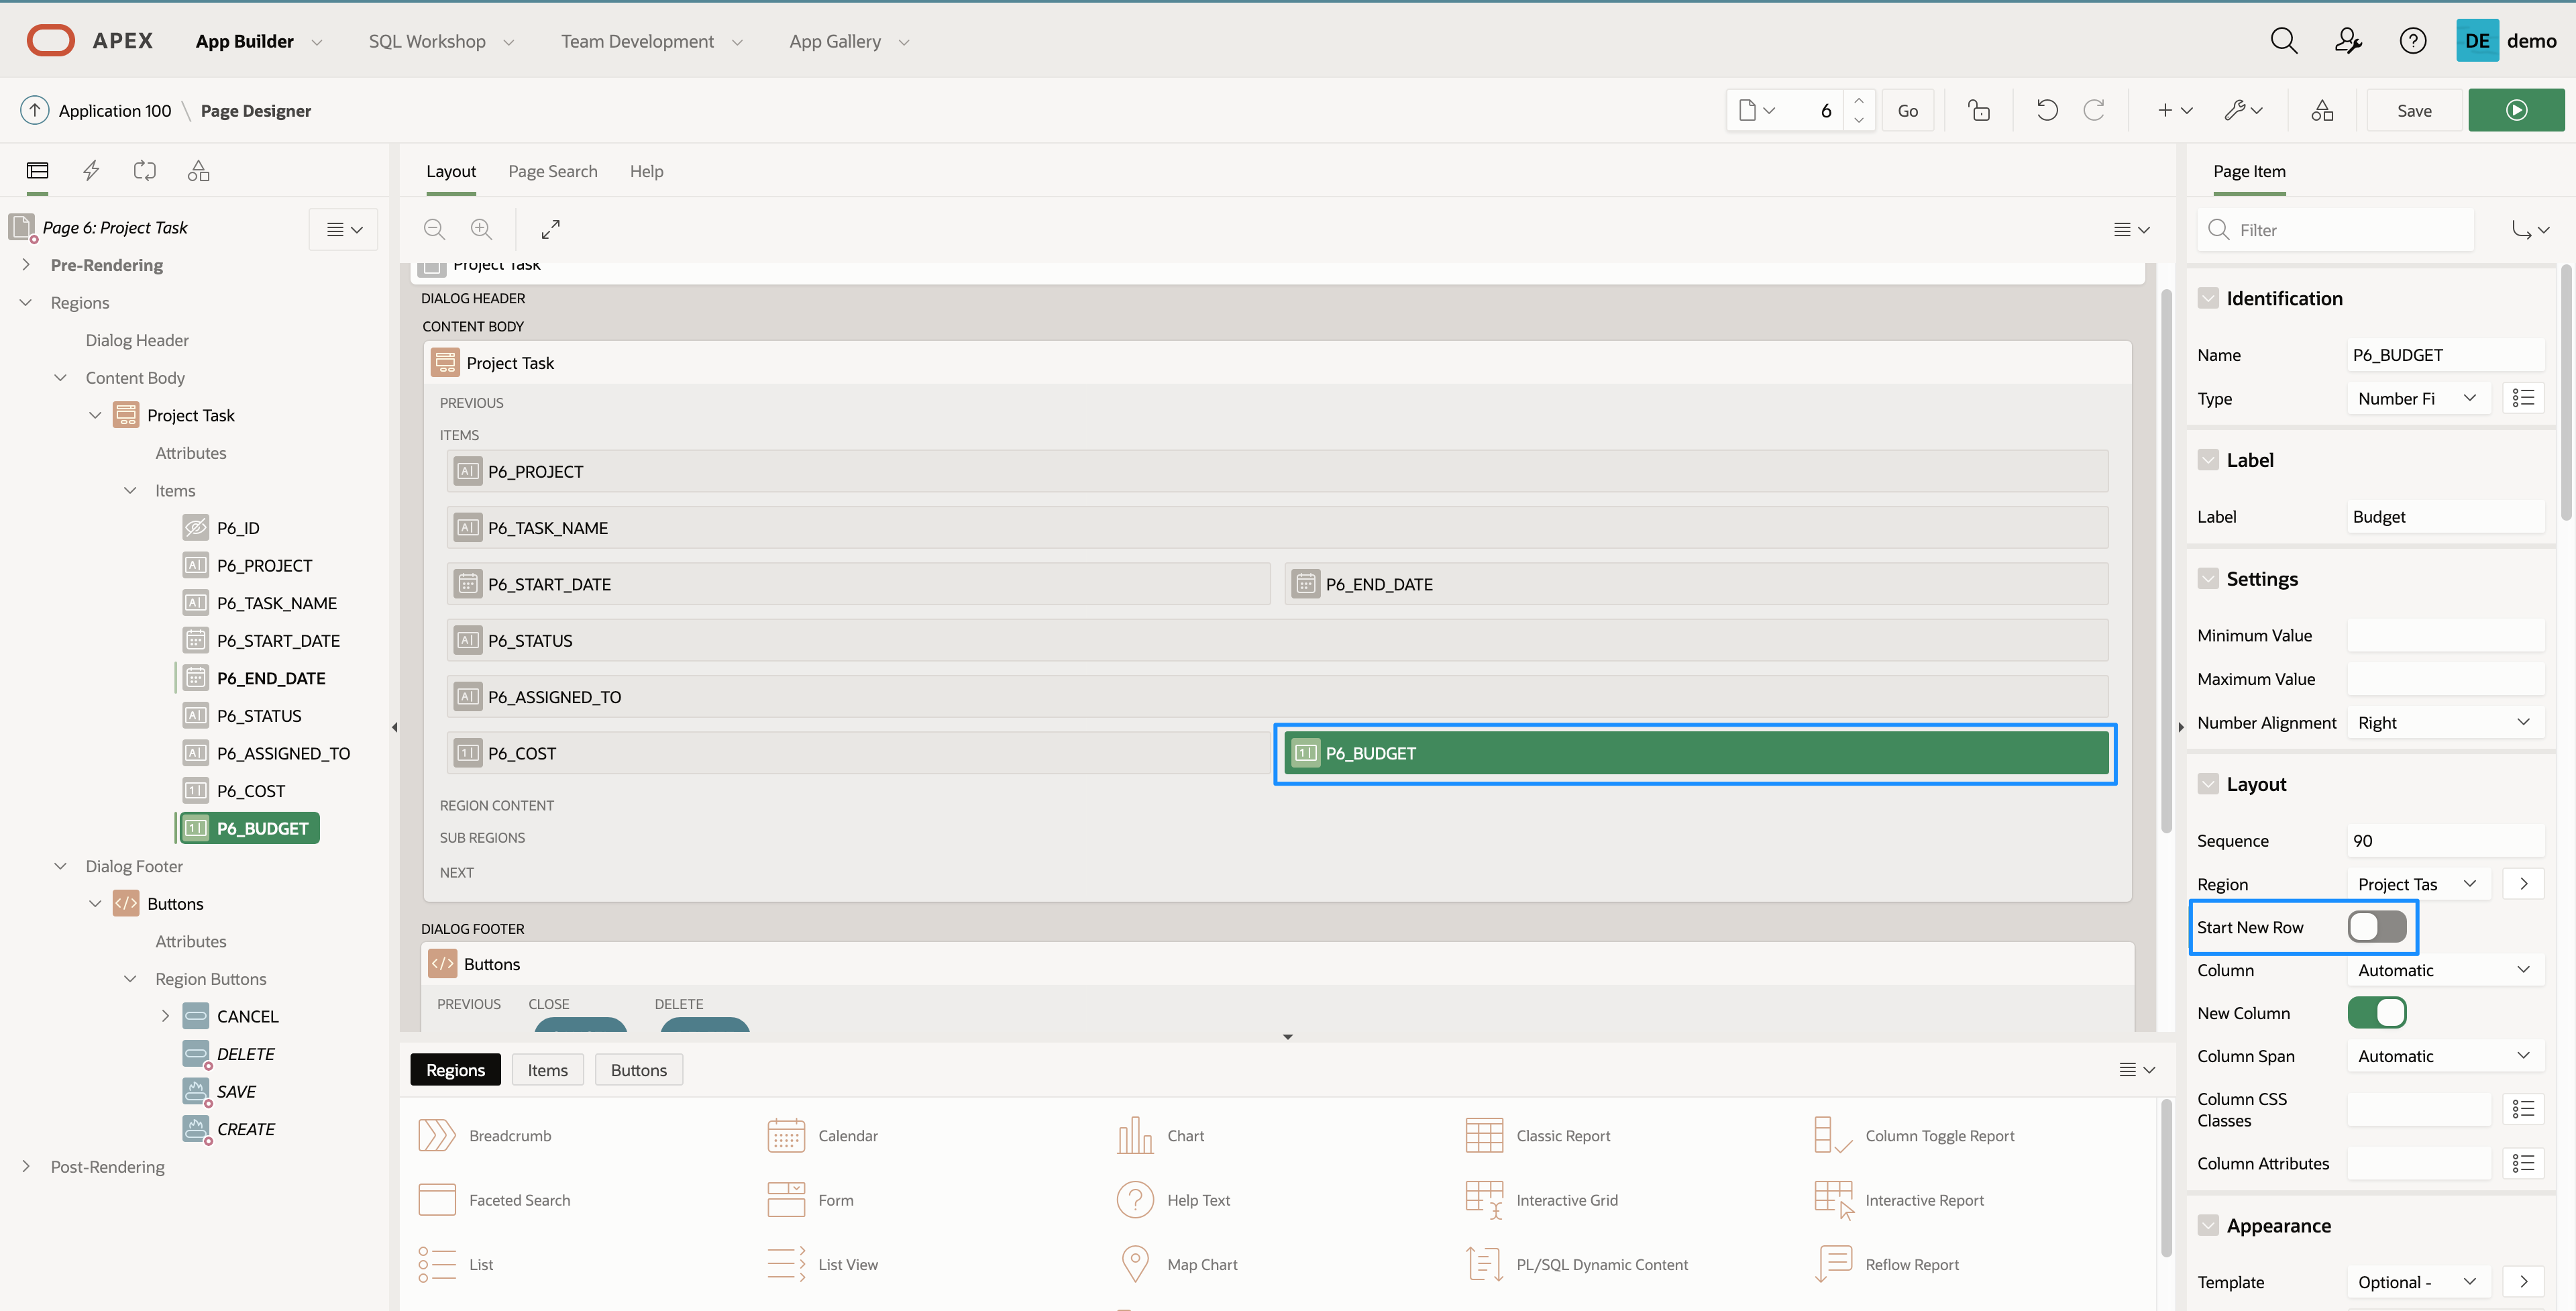 APEX App Builder SQL Workshop Team Development App Gallery DE demo
Application 100 \ Page Designer 6 Go Save
Layout Page Search Help
Page Item
Page 6: Project Task
Pre-Rendering
Regions
Dialog Header
Content Body
Project Task
Attributes
Items
P6_ID
P6_PROJECT
P6_TASK_NAME
P6_START_DATE
P6_END_DATE
P6_STATUS
P6_ASSIGNED_TO
P6_COST
P6_BUDGET
Dialog Footer
Buttons
Attributes
Region Buttons
CANCEL
DELETE
SAVE
CREATE
Post-Rendering
Project Task
DIALOG HEADER
CONTENT BODY
Project Task
PREVIOUS
ITEMS
P6_PROJECT
P6_TASK_NAME
P6_START_DATE P6_END_DATE
P6_STATUS
P6_ASSIGNED_TO
P6_COST P6_BUDGET
REGION CONTENT
SUB REGIONS
NEXT
DIALOG FOOTER
Buttons
PREVIOUS CLOSE DELETE
Regions Items Buttons
Breadcrumb Calendar Chart Classic Report Column Toggle Report
Faceted Search Form Help Text Interactive Grid Interactive Report
List List View Map Chart PL/SQL Dynamic Content Reflow Report
Filter
Identification
Name P6_BUDGET
Type Number Fi
Label
Label Budget
Settings
Minimum Value
Maximum Value
Number Alignment Right
Layout
Sequence 90
Region Project Tas
Start New Row
Column Automatic
New Column
Column Span Automatic
Column CSS
Classes
Column Attributes
Appearance
Template Optional -